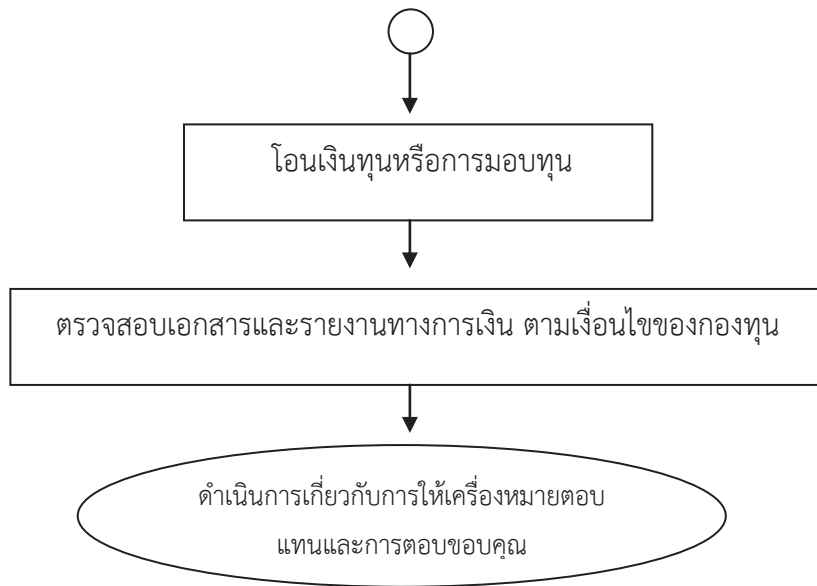 โอนเงินทุนหรือการมอบทุน
ตรวจสอบเอกสารและรายงานทางการเงิน ตามเงื่อนไขของกองทุน
ดำเนินการเกี่ยวกับการให้เครื่องหมายตอบ
แทนและการตอบขอบคุณ